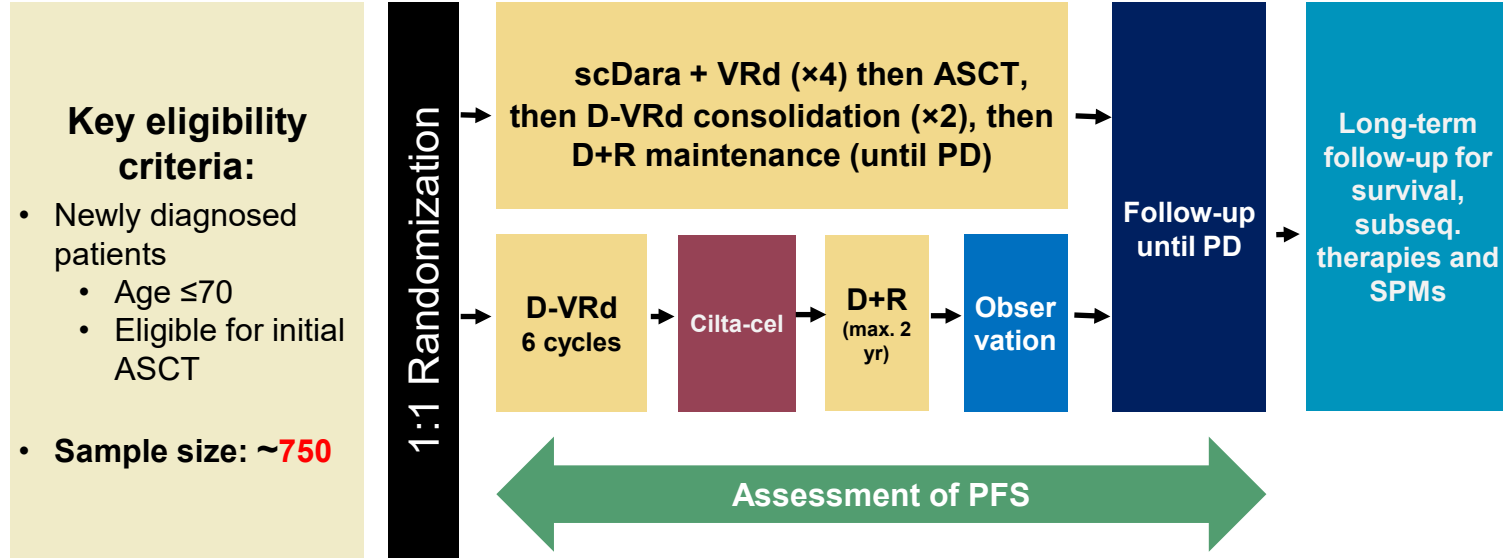 Key eligibility
criteria:
• Newly diagnosed
patients
• Age ≤70
• Eligible for initial
ASCT
• Sample size: ~750
1:1 Randomization
scDara + VRd (×4) then ASCT,
then D-VRd consolidation (×2), then
D+R maintenance (until PD)
D-VRd
6 cycles
Cilta-cel
D+R
(max. 2
yr)
Obser
vation
Follow-up
until PD
Long-term
follow-up for
survival,
subseq.
therapies and
SPMs
Assessment of PFS